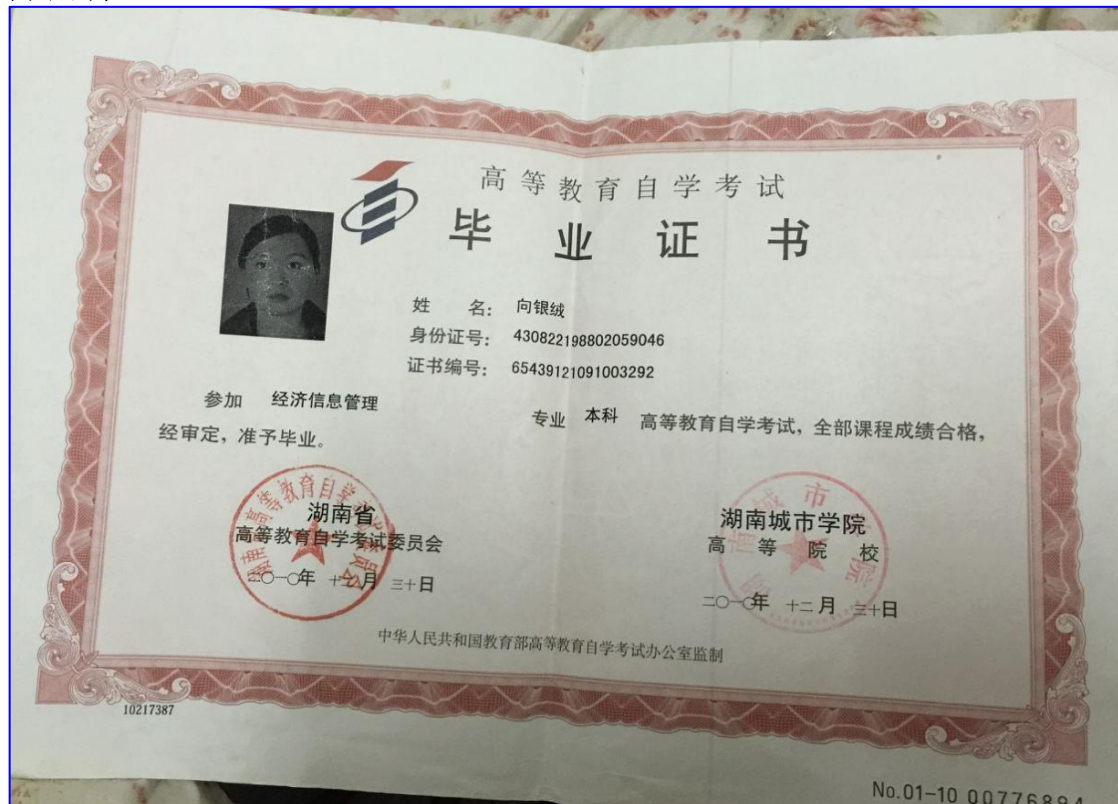 高等教育自学考试
毕业证书
姓 名: 向银绒
身份证号: 430822198802059046
证书编号: 65439121091003292
参加 经济信息管理 专业 本科 高等教育自学考试，全部课程成绩合格，
经审定，准予毕业。
湖南省
高等教育自学考试委员会
二〇一〇年 十二月 三十日
湖南城市学院
高等院校
二〇一〇年 十二月 三十日
中华人民共和国教育部高等教育自学考试办公室监制
10217387